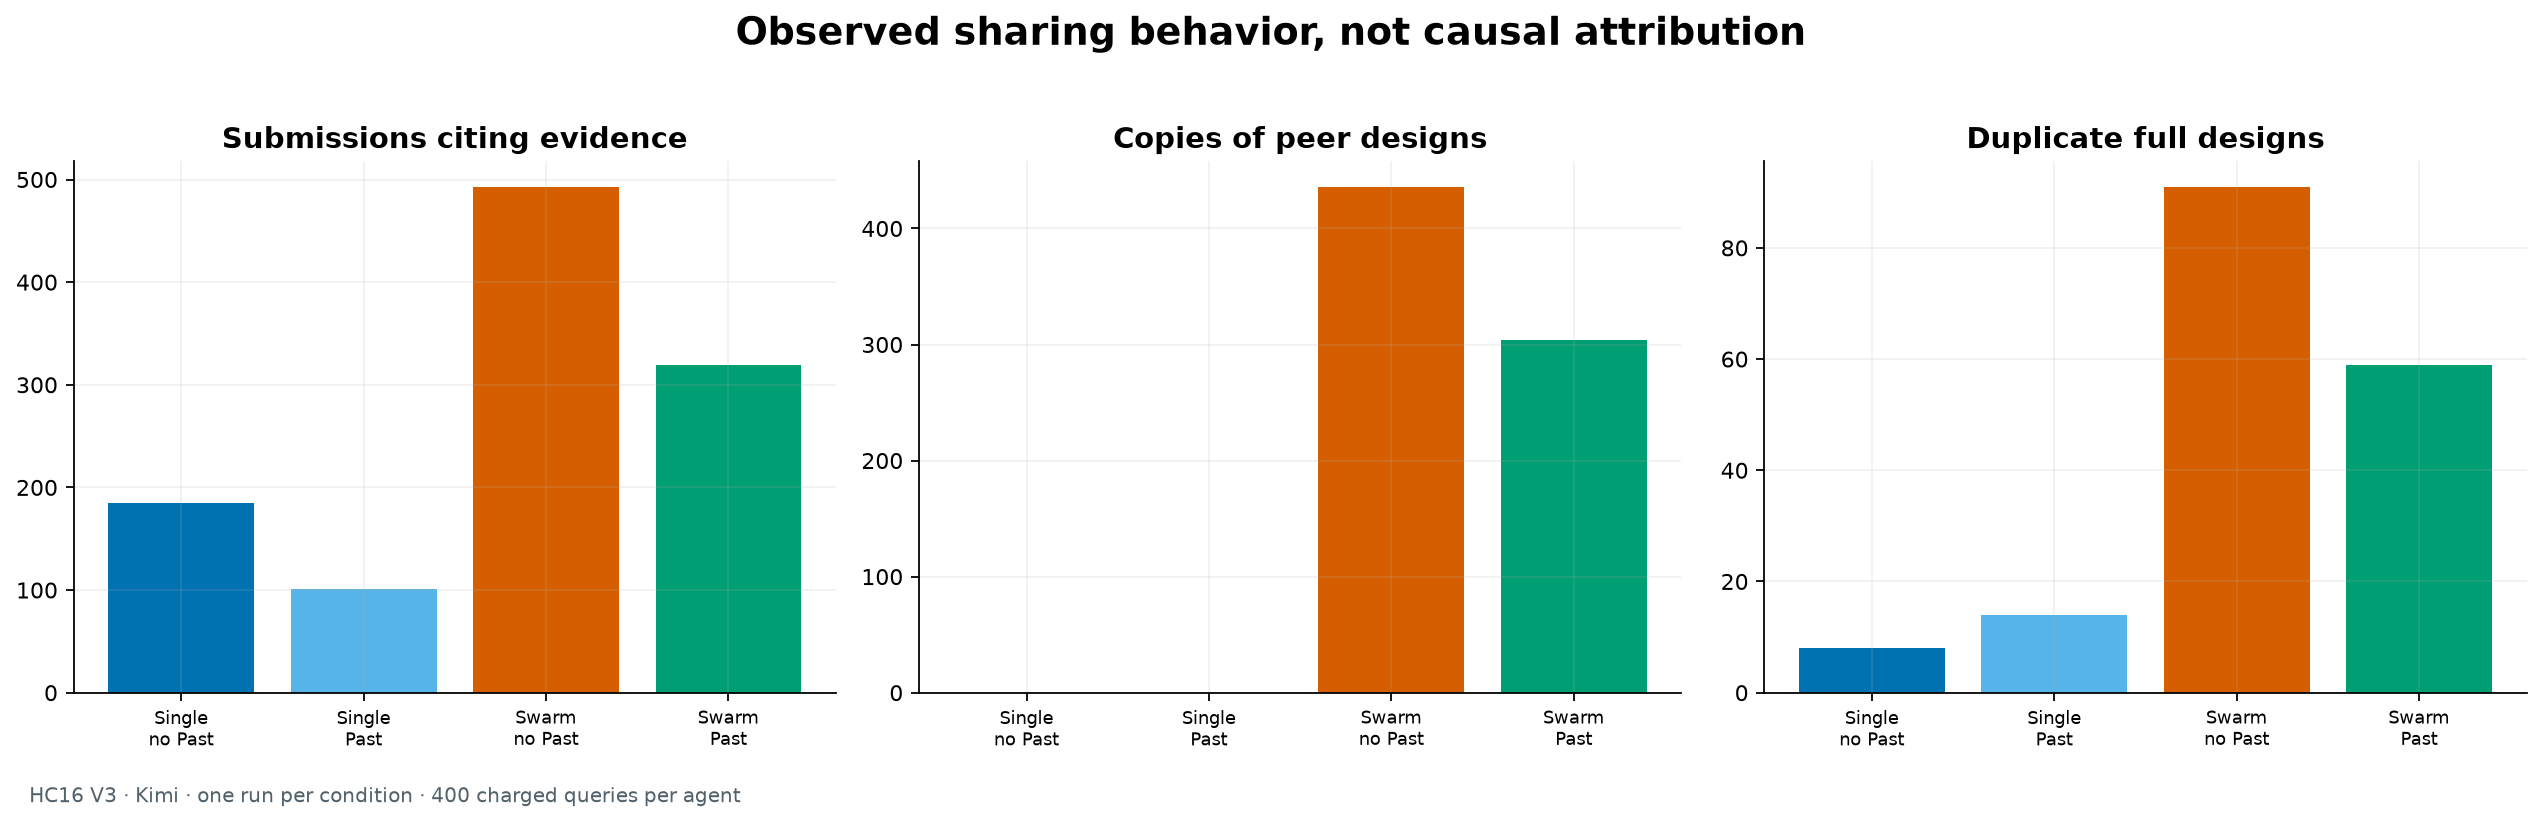 Observed sharing behavior, not causal attribution
Submissions citing evidence
500
400
300
200
100
0
Single
no Past
Single
Past
Swarm
no Past
Swarm
Past
Copies of peer designs
400
300
200
100
0
Single
no Past
Single
Past
Swarm
no Past
Swarm
Past
Duplicate full designs
80
60
40
20
0
Single
no Past
Single
Past
Swarm
no Past
Swarm
Past
HC16 V3 · Kimi · one run per condition · 400 charged queries per agent